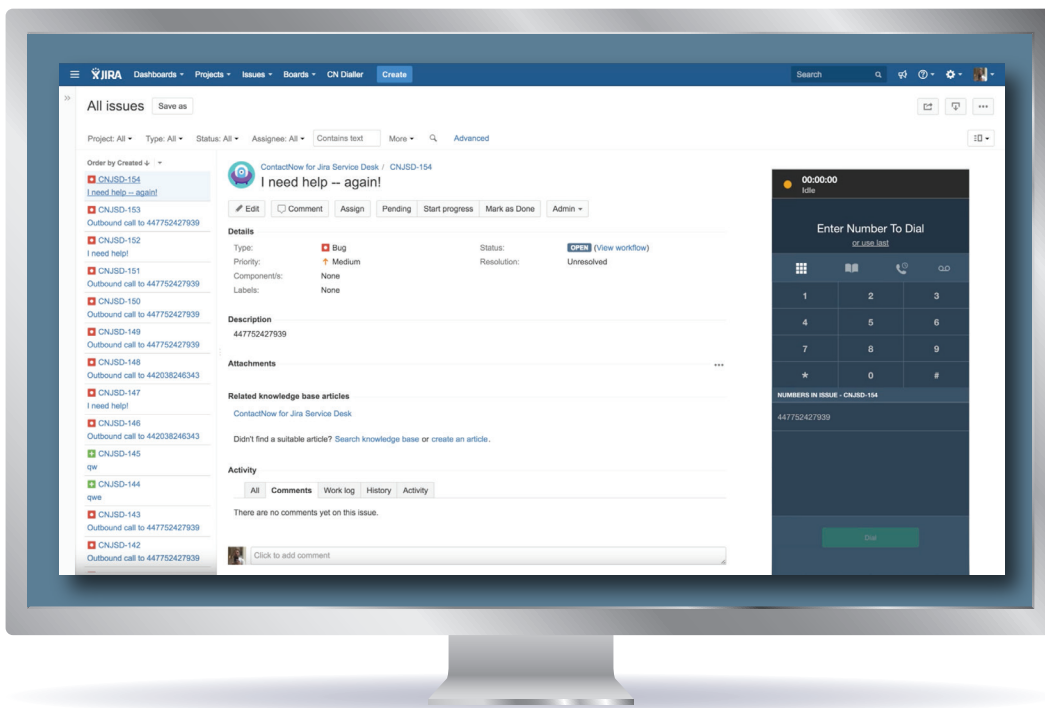 JIRA Dashboards Projects Issues Boards CN Dialler Create Search
All issues Save as
Project: All Type: All Status: All Assignee: All Contains text More Advanced
Order by Created
CNJSD-154
I need help -- again!
CNJSD-153
Outbound call to 447752427939
CNJSD-152
I need help!
CNJSD-151
Outbound call to 447752427939
CNJSD-150
Outbound call to 447752427939
CNJSD-149
Outbound call to 447752427939
CNJSD-148
Outbound call to 442038246343
CNJSD-147
I need help!
CNJSD-146
Outbound call to 442038246343
CNJSD-145
qw
CNJSD-144
qwe
CNJSD-143
Outbound call to 447752427939
CNJSD-142
Outbound call to 447752427939
ContactNow for Jira Service Desk / CNJSD-154
I need help -- again!
Edit Comment Assign Pending Start progress Mark as Done Admin
Details
Type: Bug Status: OPEN (View workflow)
Priority: Medium Resolution: Unresolved
Component/s: None
Labels: None
Description
447752427939
Attachments
Related knowledge base articles
ContactNow for Jira Service Desk
Didn't find a suitable article? Search knowledge base or create an article.
Activity
All Comments Work log History Activity
There are no comments yet on this issue.
Click to add comment
00:00:00
Idle
Enter Number To Dial
or use last
1 2 3
4 5 6
7 8 9
* 0 #
NUMBERS IN ISSUE - CNJSD-154
447752427939
Dial